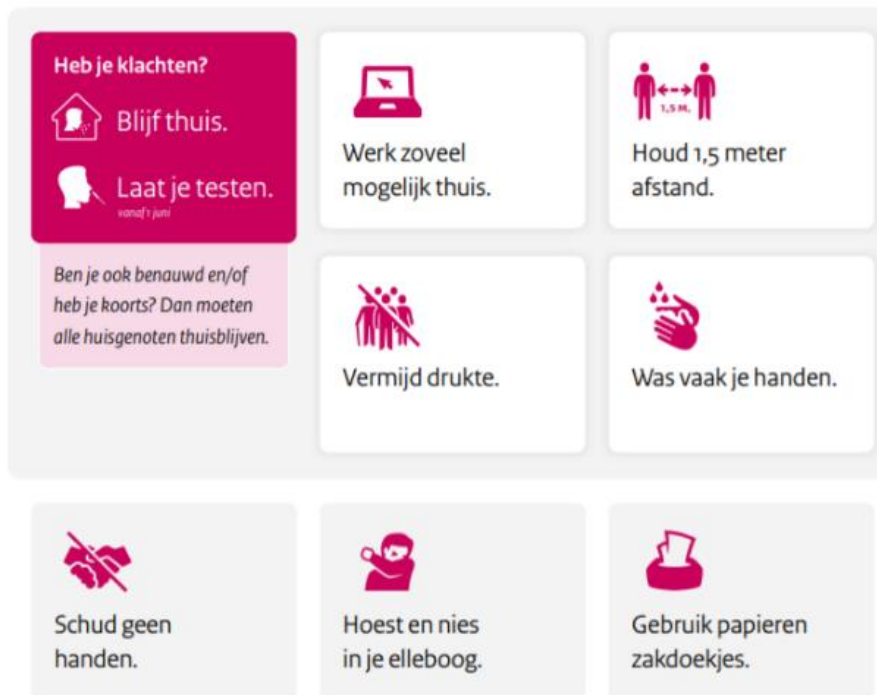 Heb je klachten?
Blijf thuis.
Laat je testen.
vanaf 1 juni
Ben je ook benauwd en/of
heb je koorts? Dan moeten
alle huisgenoten thuisblijven.
Werk zoveel
mogelijk thuis.
1,5 M.
Houd 1,5 meter
afstand.
Vermijd drukte.
Was vaak je handen.
Schud geen
handen.
Hoest en nies
in je elleboog.
Gebruik papieren
zakdoekjes.